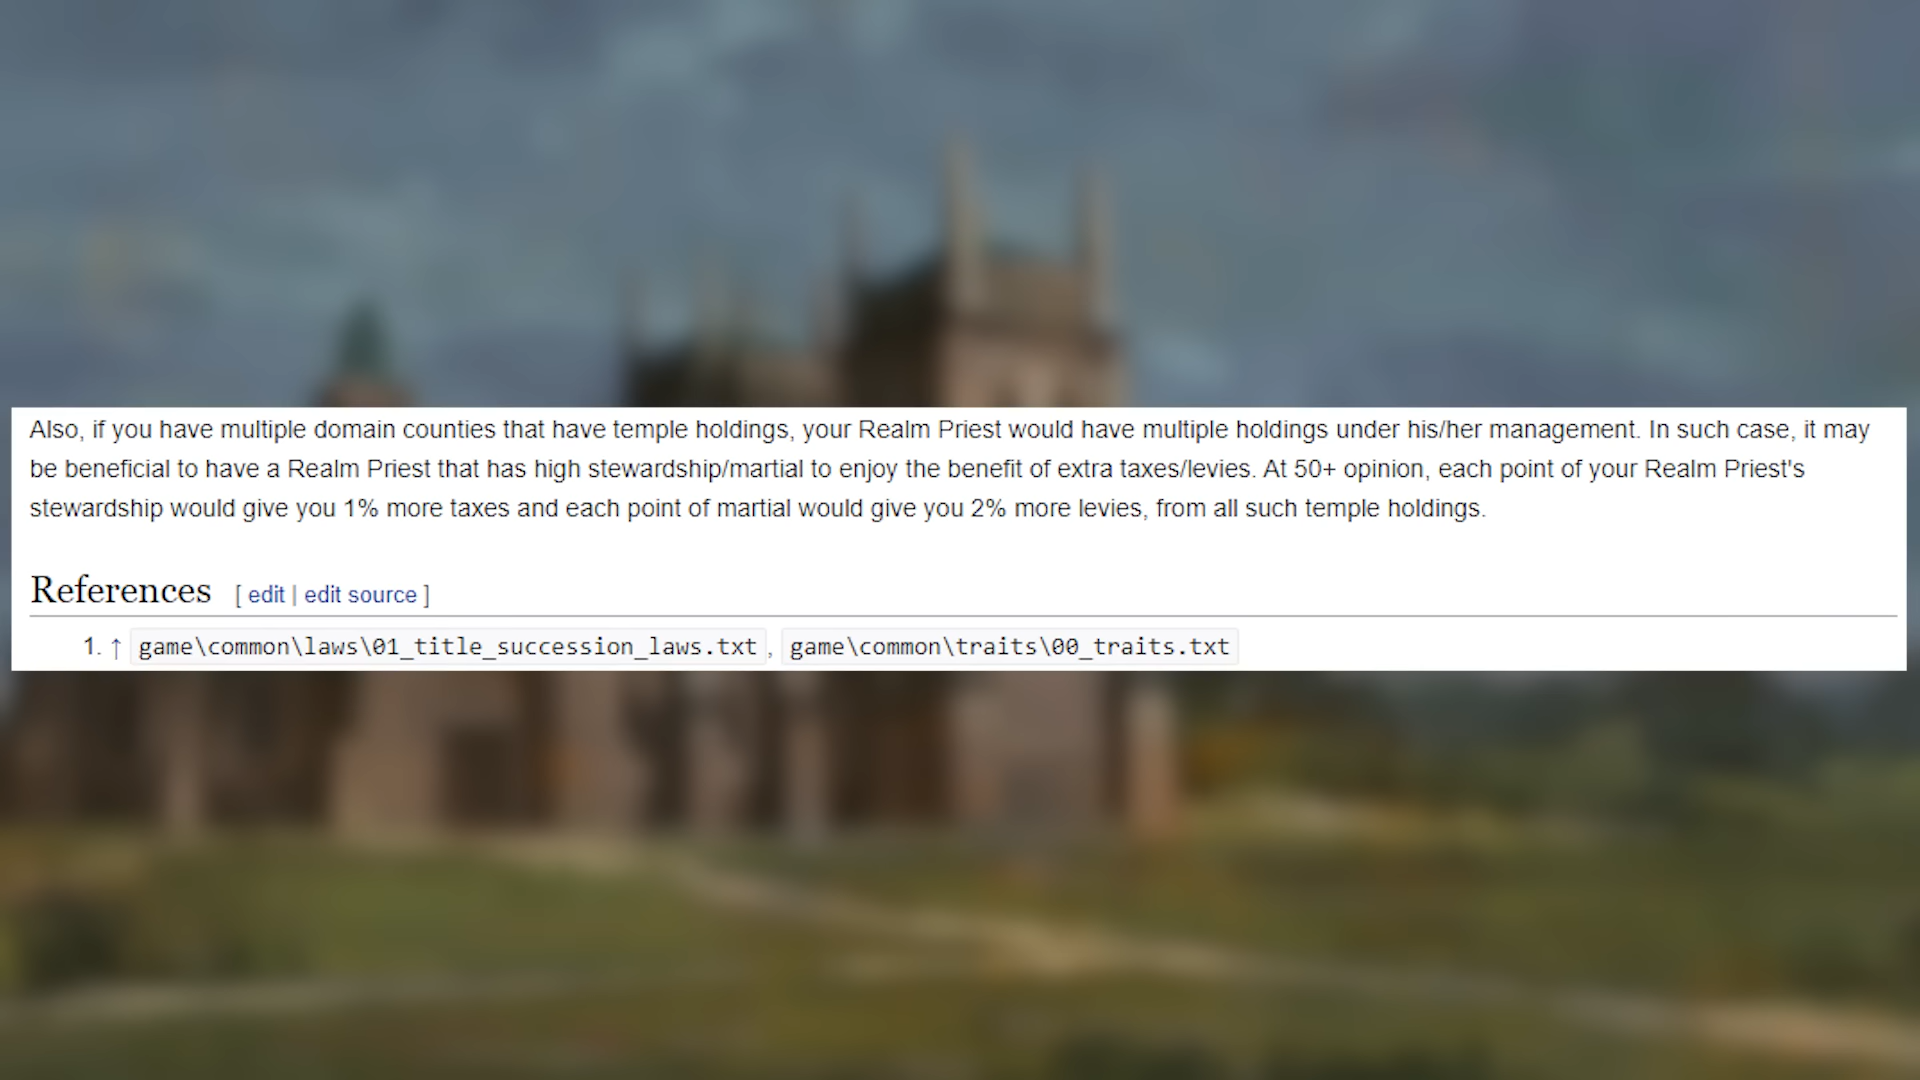 Also, if you have multiple domain counties that have temple holdings, your Realm Priest would have multiple holdings under his/her management. In such case, it may
be beneficial to have a Realm Priest that has high stewardship/martial to enjoy the benefit of extra taxes/levies. At 50+ opinion, each point of your Realm Priest's
stewardship would give you 1% more taxes and each point of martial would give you 2% more levies, from all such temple holdings.
References [ edit | edit source ]
1. ↑ game\common\laws\01_title_succession_laws.txt , game\common\traits\00_traits.txt